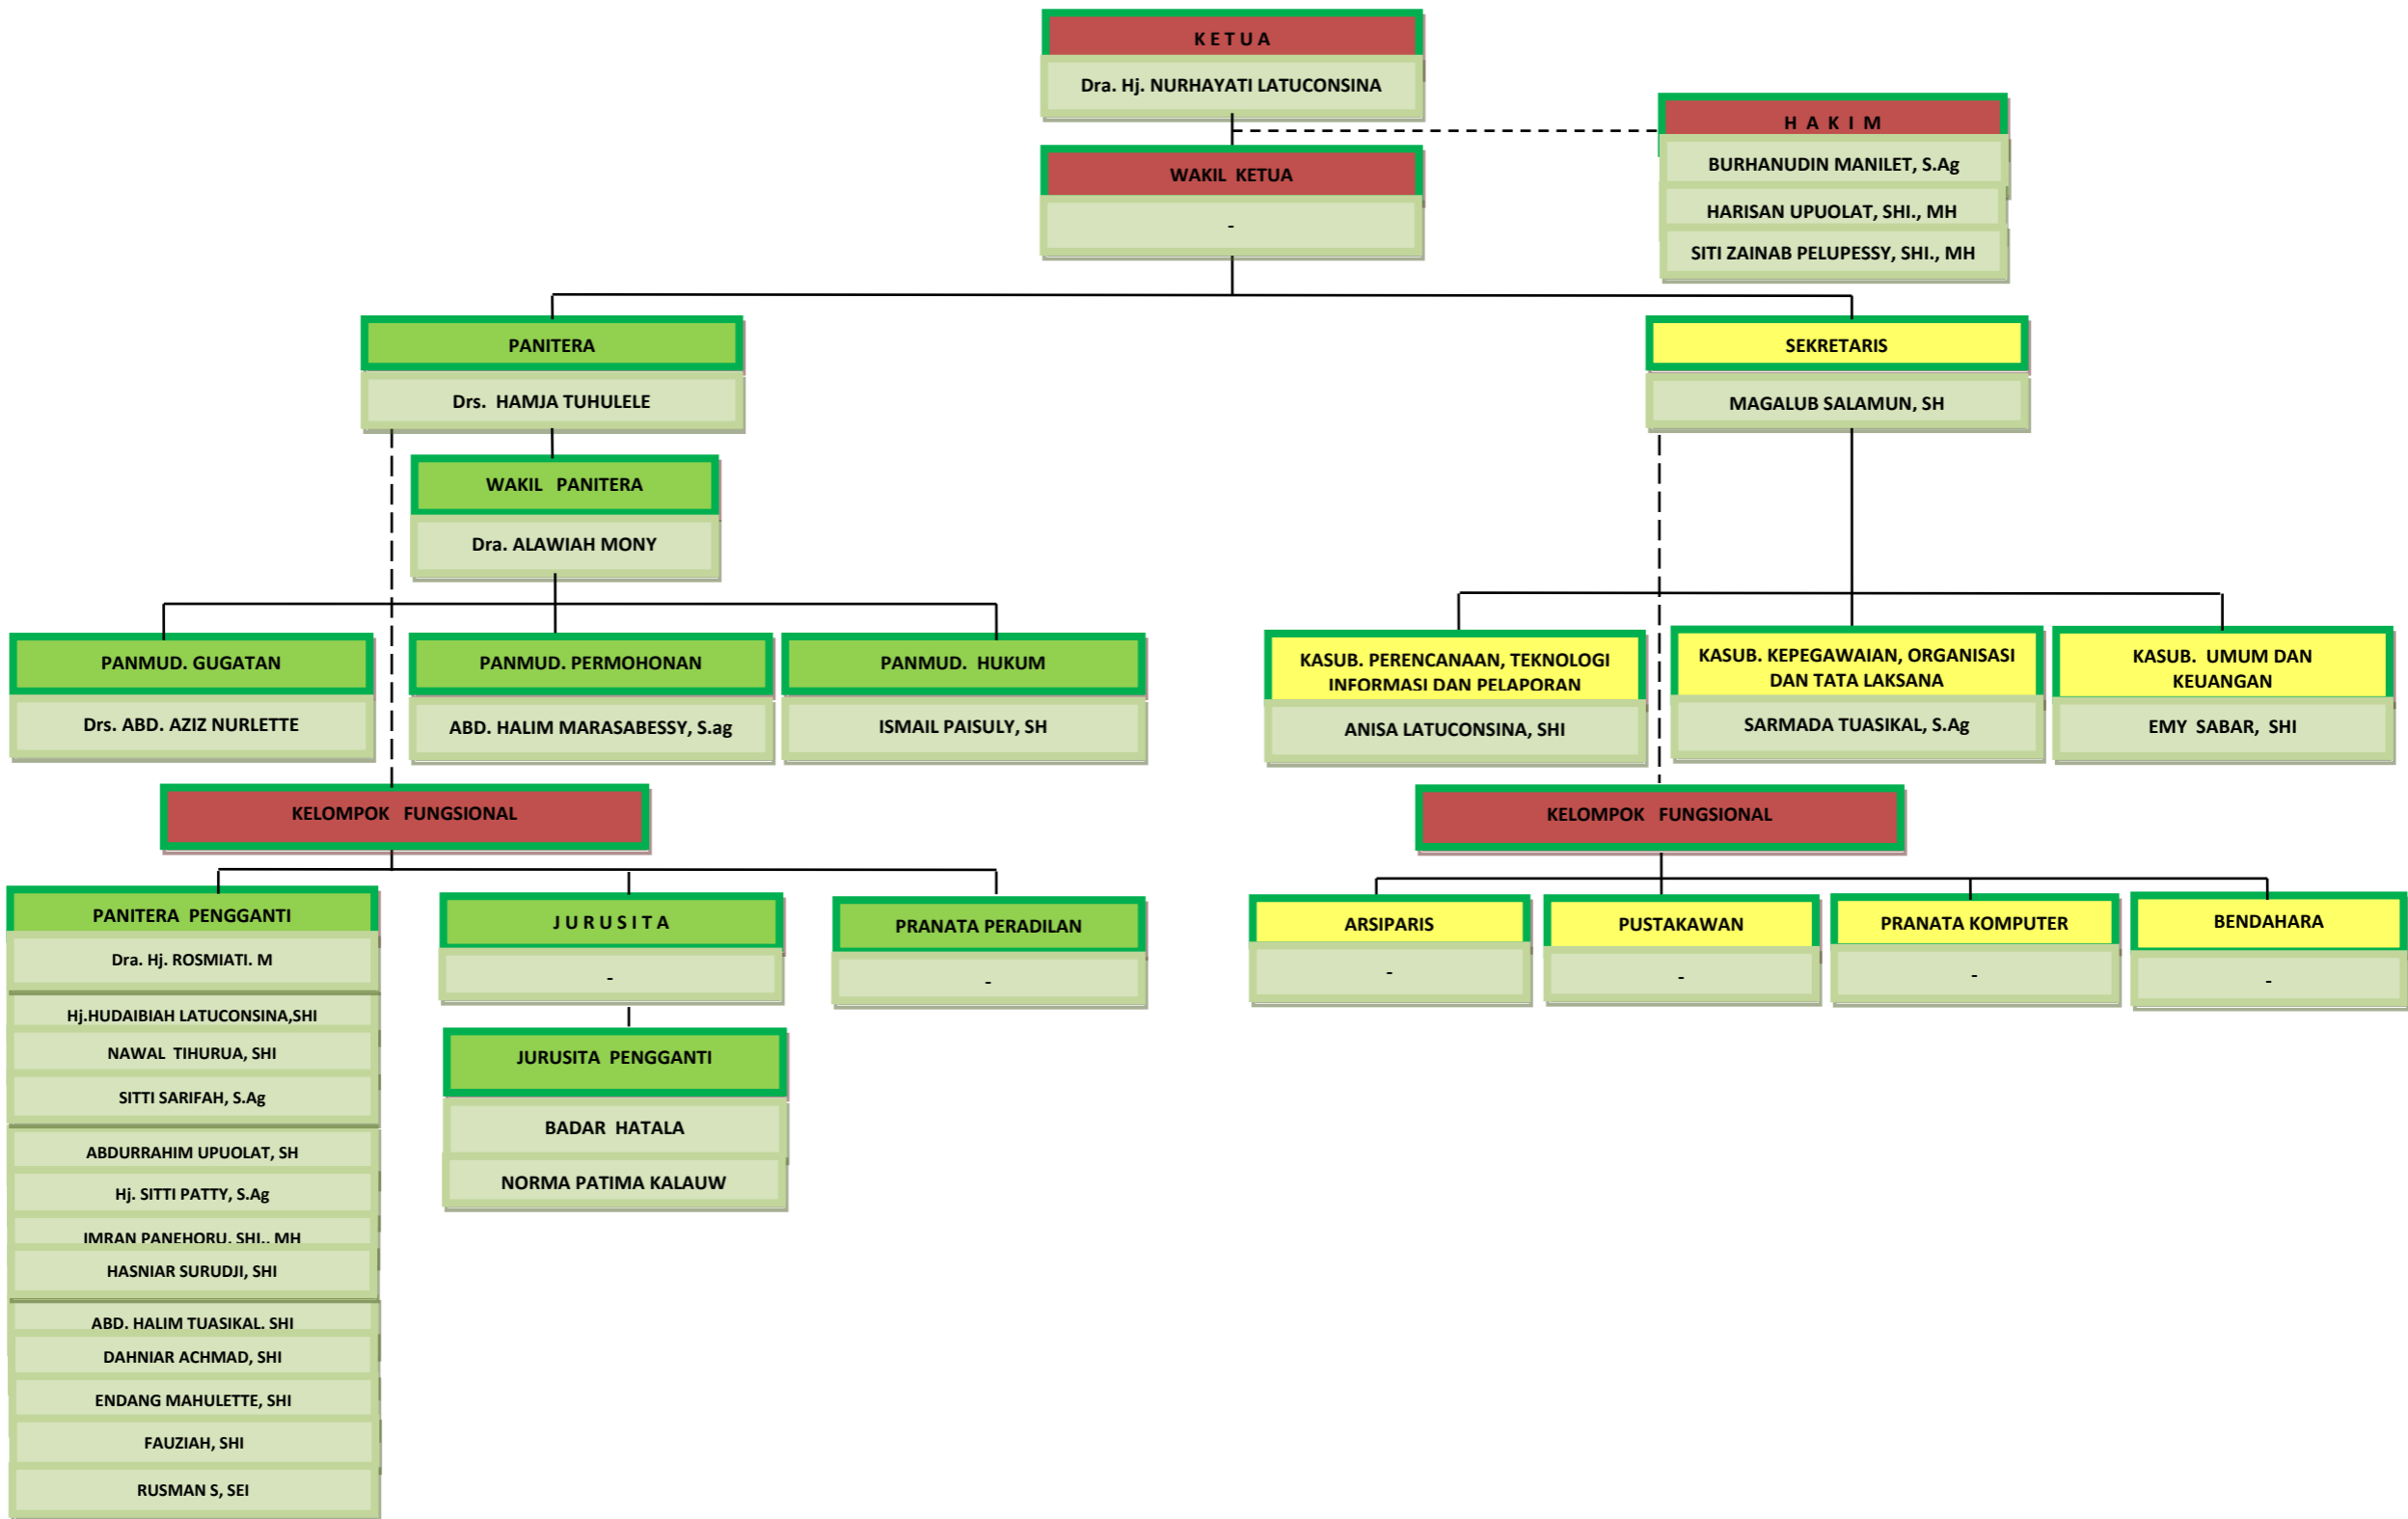 K E T U A
Dra. Hj. NURHAYATI LATUCONSINA
H A K I M
BURHANUDIN MANILET, S.Ag
HARISAN UPUOLAT, SHI., MH
SITI ZAINAB PELUPESSY, SHI., MH
WAKIL KETUA
-
PANITERA
Drs. HAMJA TUHULELE
SEKRETARIS
MAGALUB SALAMUN, SH
WAKIL PANITERA
Dra. ALAWIAH MONY
PANMUD. GUGATAN
Drs. ABD. AZIZ NURLETTE
PANMUD. PERMOHONAN
ABD. HALIM MARASABESSY, S.ag
PANMUD. HUKUM
ISMAIL PAISULY, SH
KASUB. PERENCANAAN, TEKNOLOGI
INFORMASI DAN PELAPORAN
ANISA LATUCONSINA, SHI
KASUB. KEPEGAWAIAN, ORGANISASI
DAN TATA LAKSANA
SARMADA TUASIKAL, S.Ag
KASUB. UMUM DAN
KEUANGAN
EMY SABAR, SHI
KELOMPOK FUNGSIONAL
KELOMPOK FUNGSIONAL
PANITERA PENGGANTI
Dra. Hj. ROSMIATI. M
Hj.HUDAIBIAH LATUCONSINA,SHI
NAWAL TIHURUA, SHI
SITTI SARIFAH, S.Ag
ABDURRAHIM UPUOLAT, SH
Hj. SITTI PATTY, S.Ag
IMRAN PANEHORU. SHI., MH
HASNIAR SURUDJI, SHI
ABD. HALIM TUASIKAL. SHI
DAHNIAR ACHMAD, SHI
ENDANG MAHULETTE, SHI
FAUZIAH, SHI
RUSMAN S, SEI
J U R U S I T A
-
JURUSITA PENGGANTI
BADAR HATALA
NORMA PATIMA KALAUW
PRANATA PERADILAN
-
ARSIPARIS
-
PUSTAKAWAN
-
PRANATA KOMPUTER
-
BENDAHARA
-